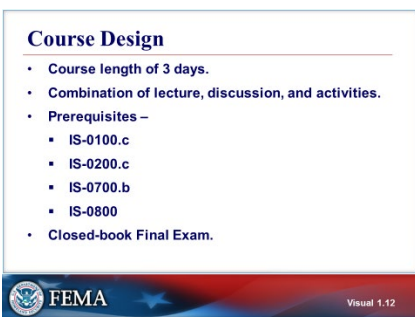 Course Design
• Course length of 3 days.
• Combination of lecture, discussion, and activities.
• Prerequisites –
▪ IS-0100.c
▪ IS-0200.c
▪ IS-0700.b
▪ IS-0800
• Closed-book Final Exam.
FEMA
Visual 1.12